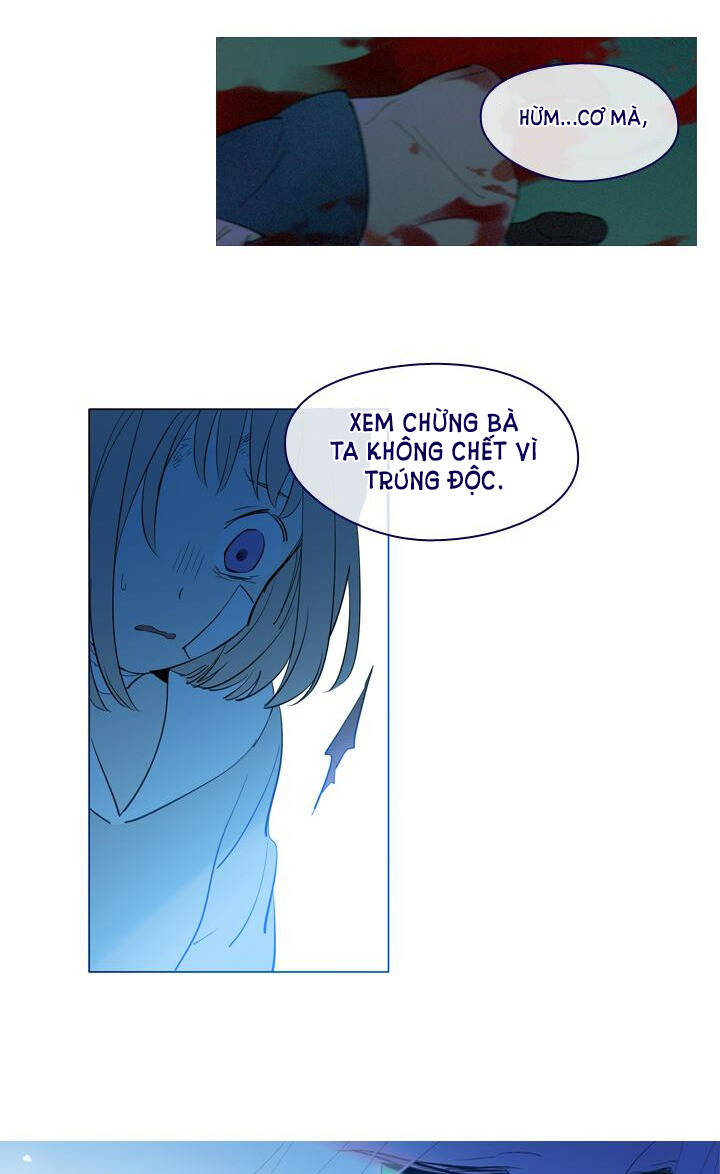 HỪM...CƠ MÀ,
XEM CHỪNG BÀ
TA KHÔNG CHẾT VÌ
TRÚNG ĐỘC.